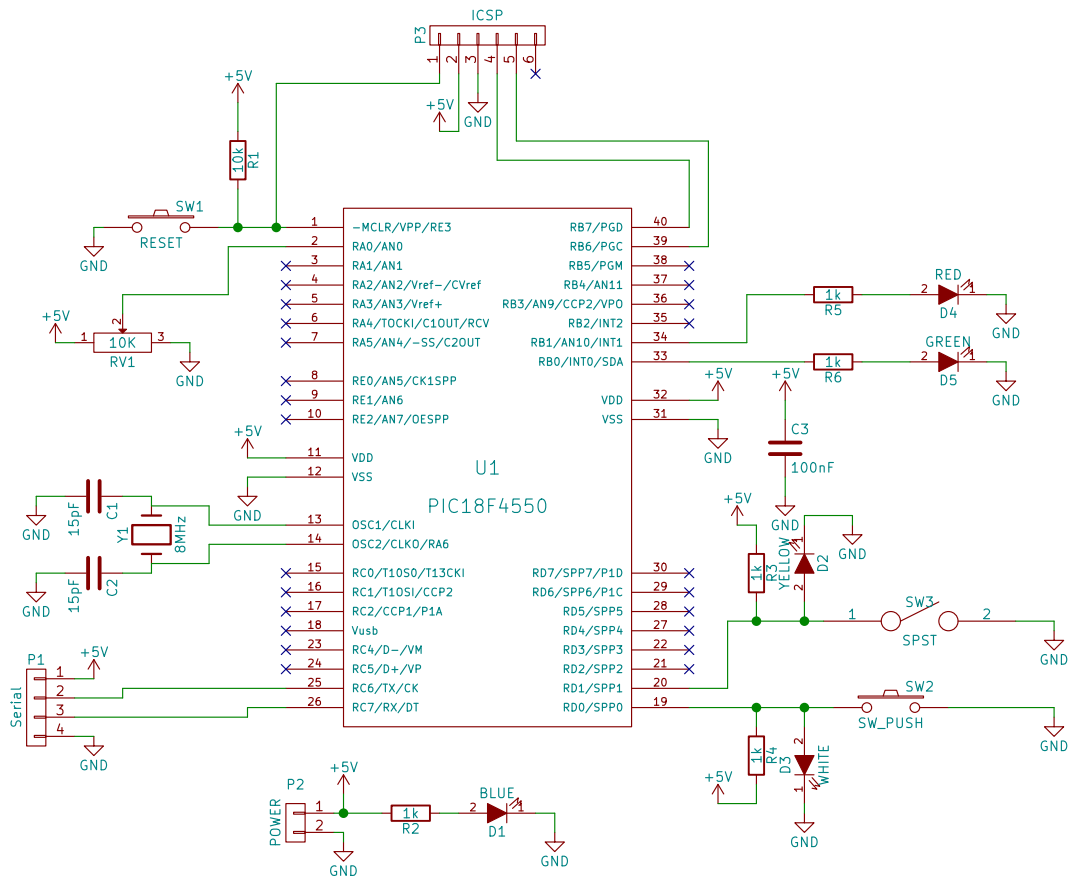 ICSP
P3
1 2 3 4 5 6
+5V
+5V
GND
10k R1
SW1
RESET
GND
1 -MCLR/VPP/RE3
2 RA0/AN0
3 RA1/AN1
4 RA2/AN2/Vref-/CVref
5 RA3/AN3/Vref+
6 RA4/TOCKI/C1OUT/RCV
7 RA5/AN4/-SS/C2OUT
8 RE0/AN5/CK1SPP
9 RE1/AN6
10 RE2/AN7/OESPP
11 VDD
12 VSS
13 OSC1/CLKI
14 OSC2/CLKO/RA6
15 RC0/T1OSO/T13CKI
16 RC1/T1OSI/CCP2
17 RC2/CCP1/P1A
18 Vusb
23 RC4/D-/VM
24 RC5/D+/VP
25 RC6/TX/CK
26 RC7/RX/DT
U1
PIC18F4550
RB7/PGD 40
RB6/PGC 39
RB5/PGM 38
RB4/AN11 37
RB3/AN9/CCP2/VPO 36
RB2/INT2 35
RB1/AN10/INT1 34
RB0/INT0/SDA 33
VDD 32
VSS 31
RD7/SPP7/P1D 30
RD6/SPP6/P1C 29
RD5/SPP5 28
RD4/SPP4 27
RD3/SPP3 22
RD2/SPP2 21
RD1/SPP1 20
RD0/SPP0 19
+5V
2
1 10K 3
RV1
GND
+5V
GND
GND
15pF C1
Y1 8MHz
GND
15pF C2
P1
Serial
1
2
3
4
+5V
GND
1k
R5
RED
2 1
D4
GND
1k
R6
GREEN
2 1
D5
GND
+5V
GND
+5V
C3
100nF
GND
+5V
1k R3
YELLOW
1
2
D2
GND
SW3
1 2
SPST
GND
SW2
SW_PUSH
GND
1k R4
+5V
D3
2
1
WHITE
GND
P2
POWER
1
2
+5V
GND
1k
R2
BLUE
2 1
D1
GND